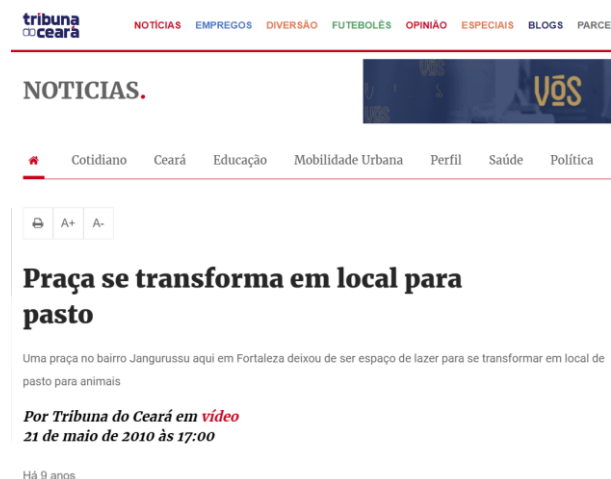 tribuna
do ceará
NOTÍCIAS EMPREGOS DIVERSÃO FUTEBOLÊS OPINIÃO ESPECIAIS BLOGS PARCE
NOTICIAS.
VÓS
Cotidiano Ceará Educação Mobilidade Urbana Perfil Saúde Política
A+ A-
Praça se transforma em local para
pasto
Uma praça no bairro Jangurussu aqui em Fortaleza deixou de ser espaço de lazer para se transformar em local de
pasto para animais
Por Tribuna do Ceará em vídeo
21 de maio de 2010 às 17:00
Há 9 anos